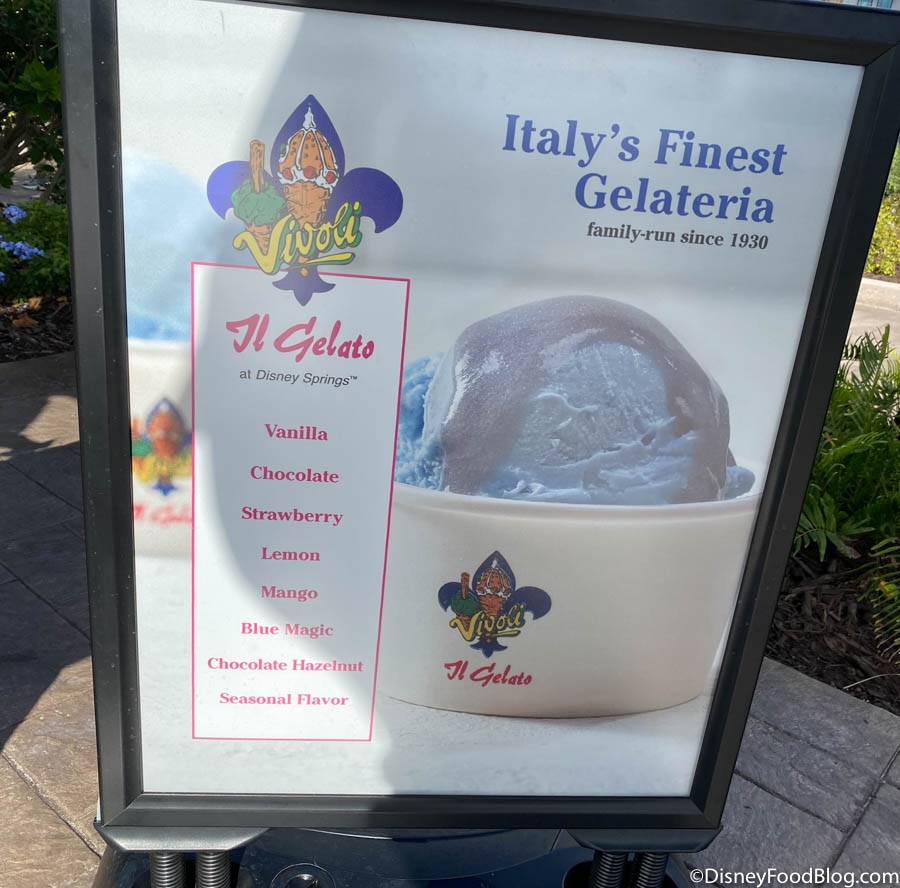 Italy's Finest
Gelateria
family-run since 1930
Vivoli
Il Gelato
at Disney Springs™
Vanilla
Chocolate
Strawberry
Lemon
Mango
Blue Magic
Chocolate Hazelnut
Seasonal Flavor
Vivoli
Il Gelato
©DisneyFoodBlog.com